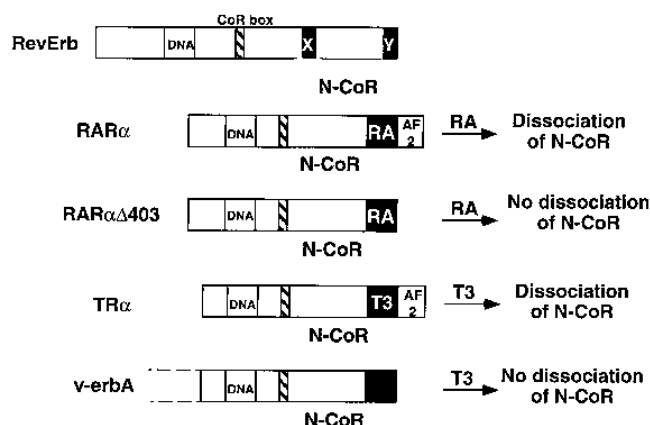 CoR box
RevErb
DNA
X
Y
N-CoR
RARα
DNA
RA
AF
2
RA
Dissociation
of N-CoR
N-CoR
RARαΔ403
DNA
RA
RA
No dissociation
of N-CoR
N-CoR
TRα
DNA
T3
AF
2
T3
Dissociation
of N-CoR
N-CoR
v-erbA
DNA
T3
No dissociation
of N-CoR
N-CoR